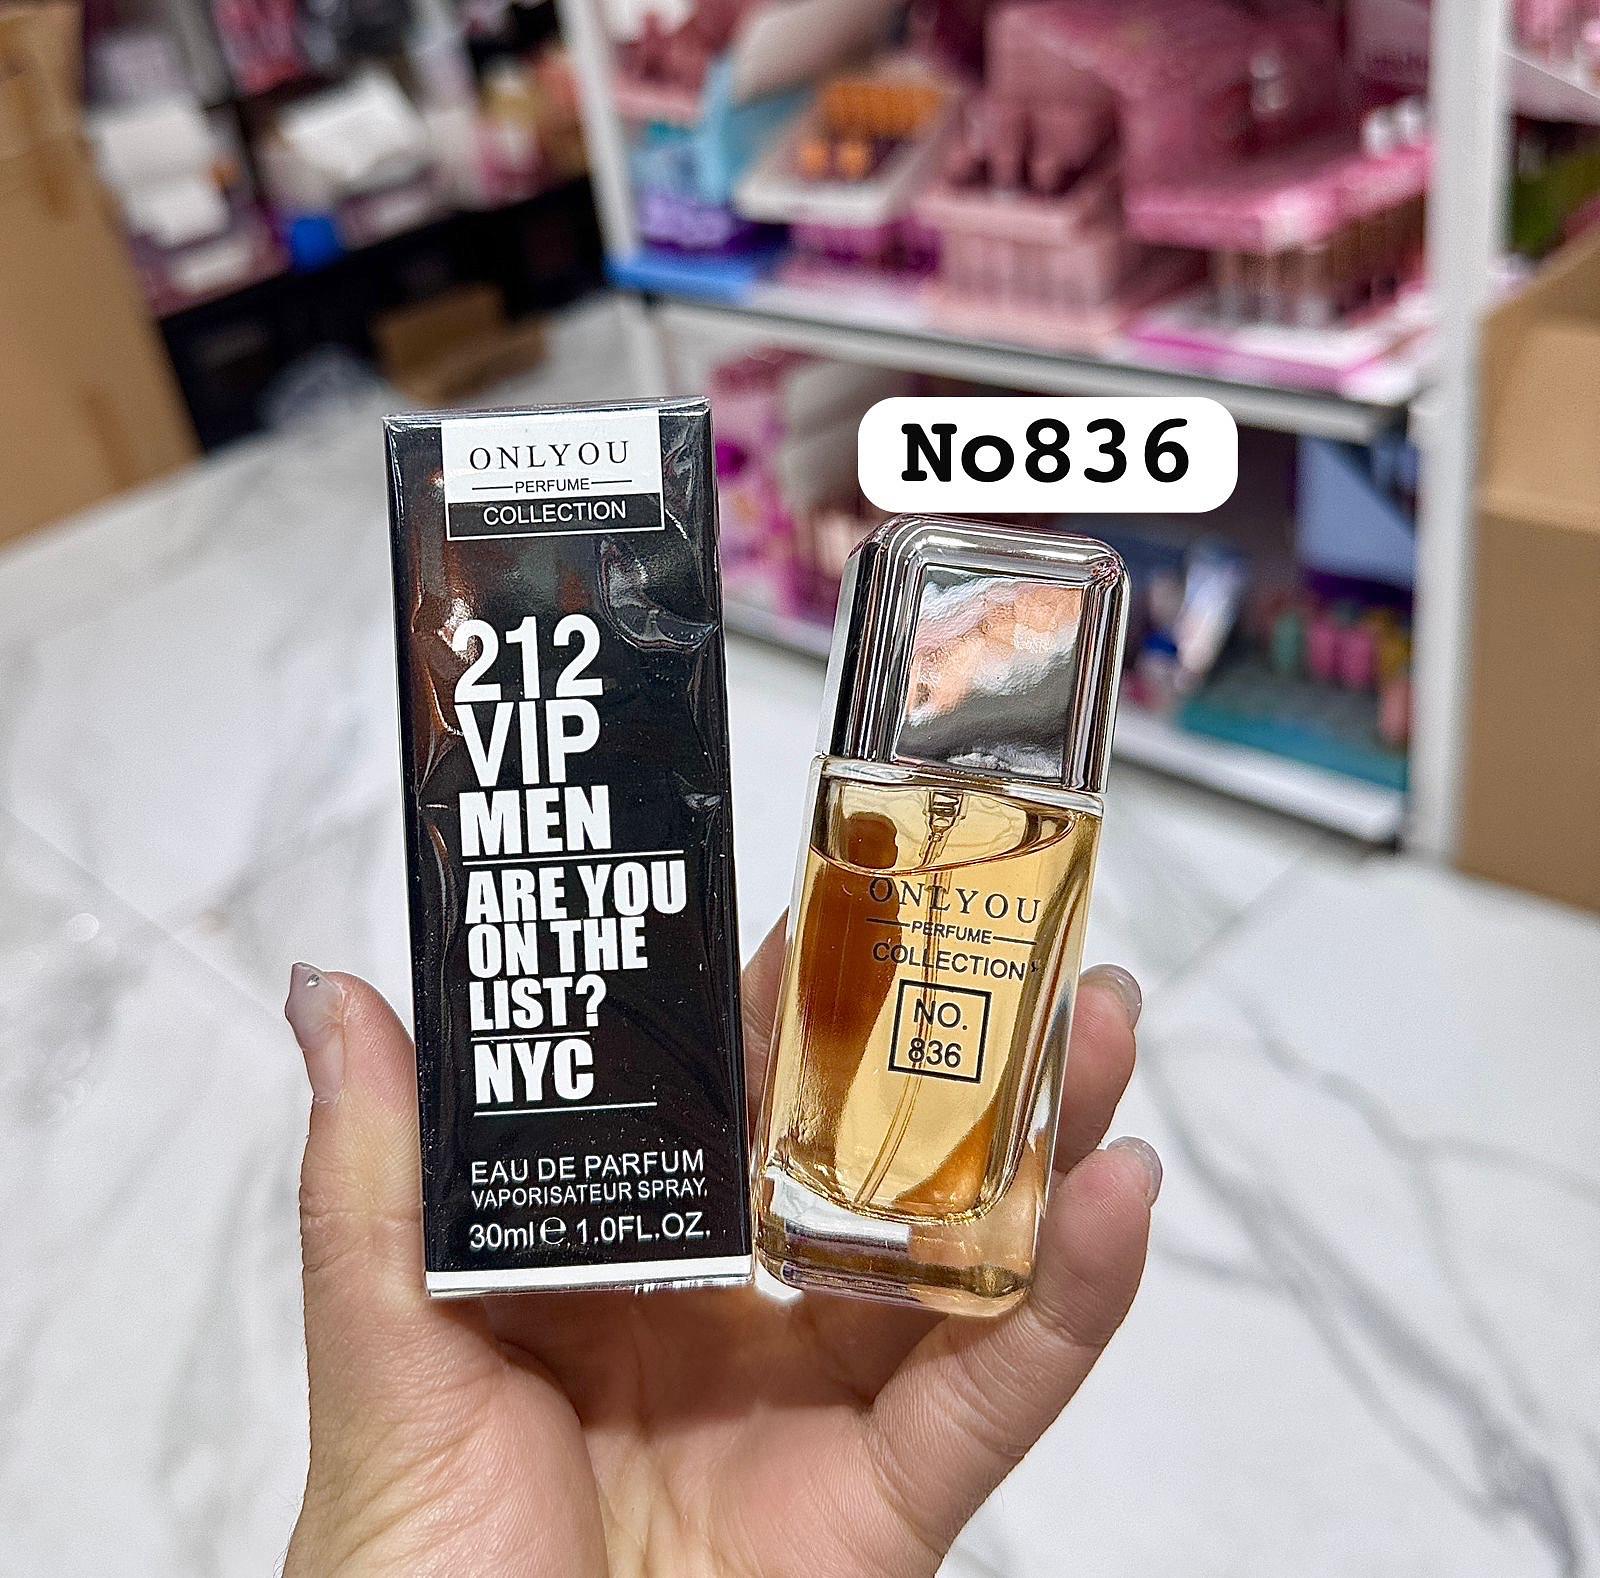 No836
ONLYOU
PERFUME
COLLECTION
212
VIP
MEN
ARE YOU
ON THE
LIST?
NYC
EAU DE PARFUM
VAPORISATEUR SPRAY.
30ml℮ 1.0FL.OZ.
ONLYOU
PERFUME
COLLECTION
NO.
836